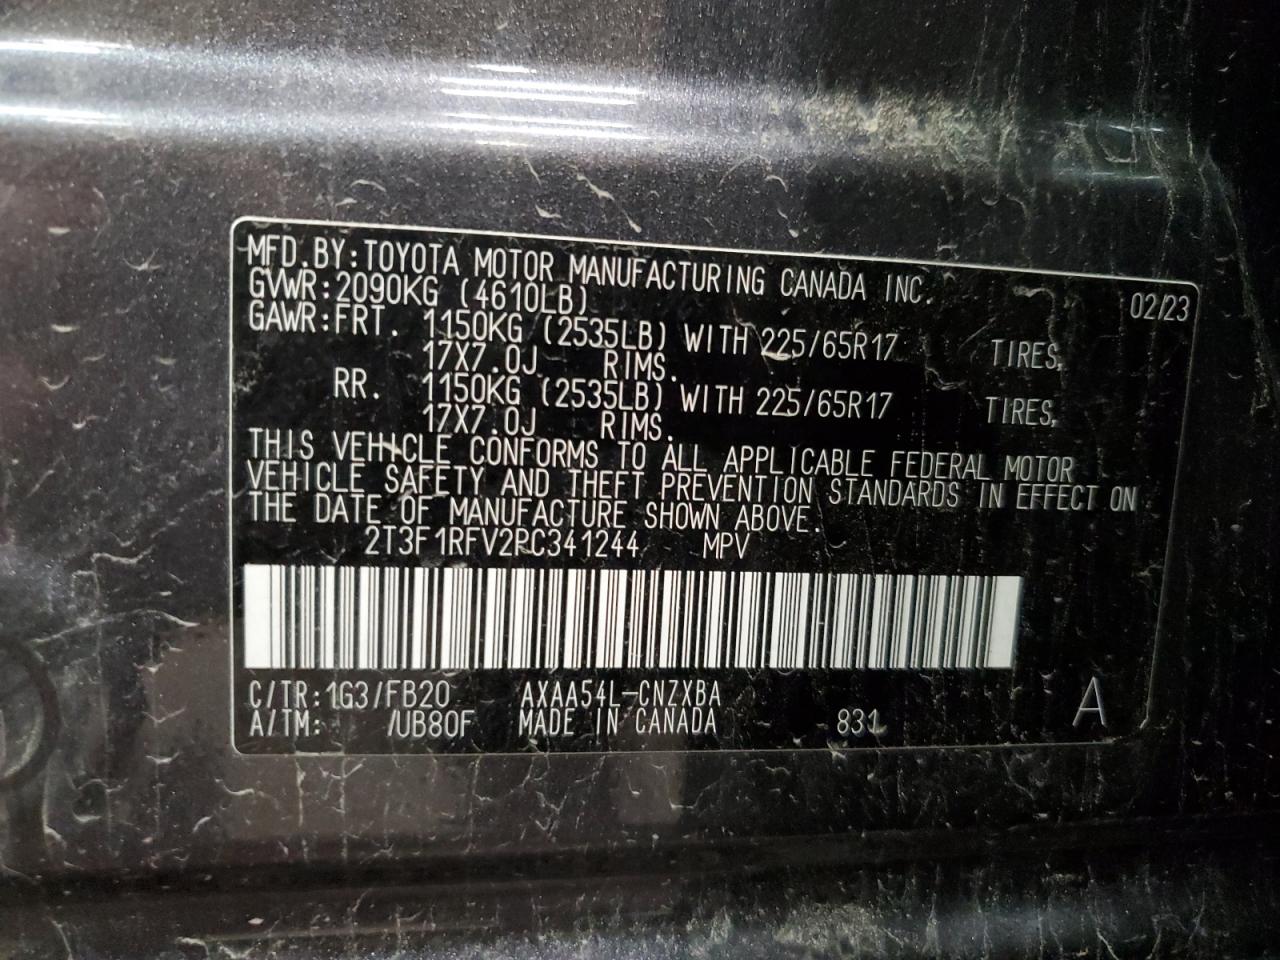 MFD.BY:TOYOTA MOTOR MANUFACTURING CANADA INC. 02/23
GVWR:2090KG (4610LB)
GAWR:FRT. 1150KG (2535LB) WITH 225/65R17 TIRES,
17X7.0J RIMS.
RR. 1150KG (2535LB) WITH 225/65R17 TIRES,
17X7.0J RIMS.
THIS VEHICLE CONFORMS TO ALL APPLICABLE FEDERAL MOTOR
VEHICLE SAFETY AND THEFT PREVENTION STANDARDS IN EFFECT ON
THE DATE OF MANUFACTURE SHOWN ABOVE.
2T3F1RFV2PC341244 MPV
C/TR:1G3/FB20 AXAA54L-CNZXBA
A/TM: /UB80F MADE IN CANADA 831 A